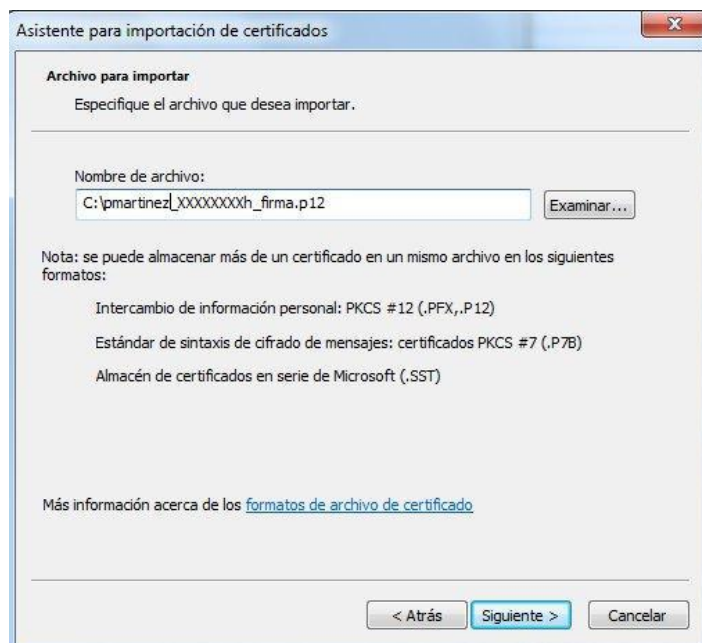 Asistente para importación de certificados
Archivo para importar
Especifique el archivo que desea importar.
Nombre de archivo:
C:\pmartinez_XXXXXXXXh_firma.p12
Examinar...
Nota: se puede almacenar más de un certificado en un mismo archivo en los siguientes
formatos:
Intercambio de información personal: PKCS #12 (.PFX,.P12)
Estándar de sintaxis de cifrado de mensajes: certificados PKCS #7 (.P7B)
Almacén de certificados en serie de Microsoft (.SST)
Más información acerca de los formatos de archivo de certificado
< Atrás Siguiente > Cancelar